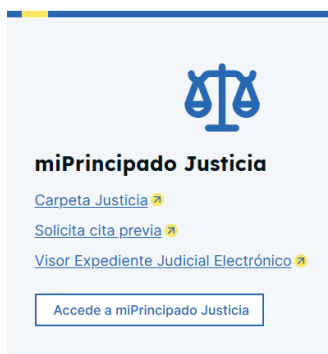 miPrincipado Justicia
Carpeta Justicia
Solicita cita previa
Visor Expediente Judicial Electrónico
Accede a miPrincipado Justicia